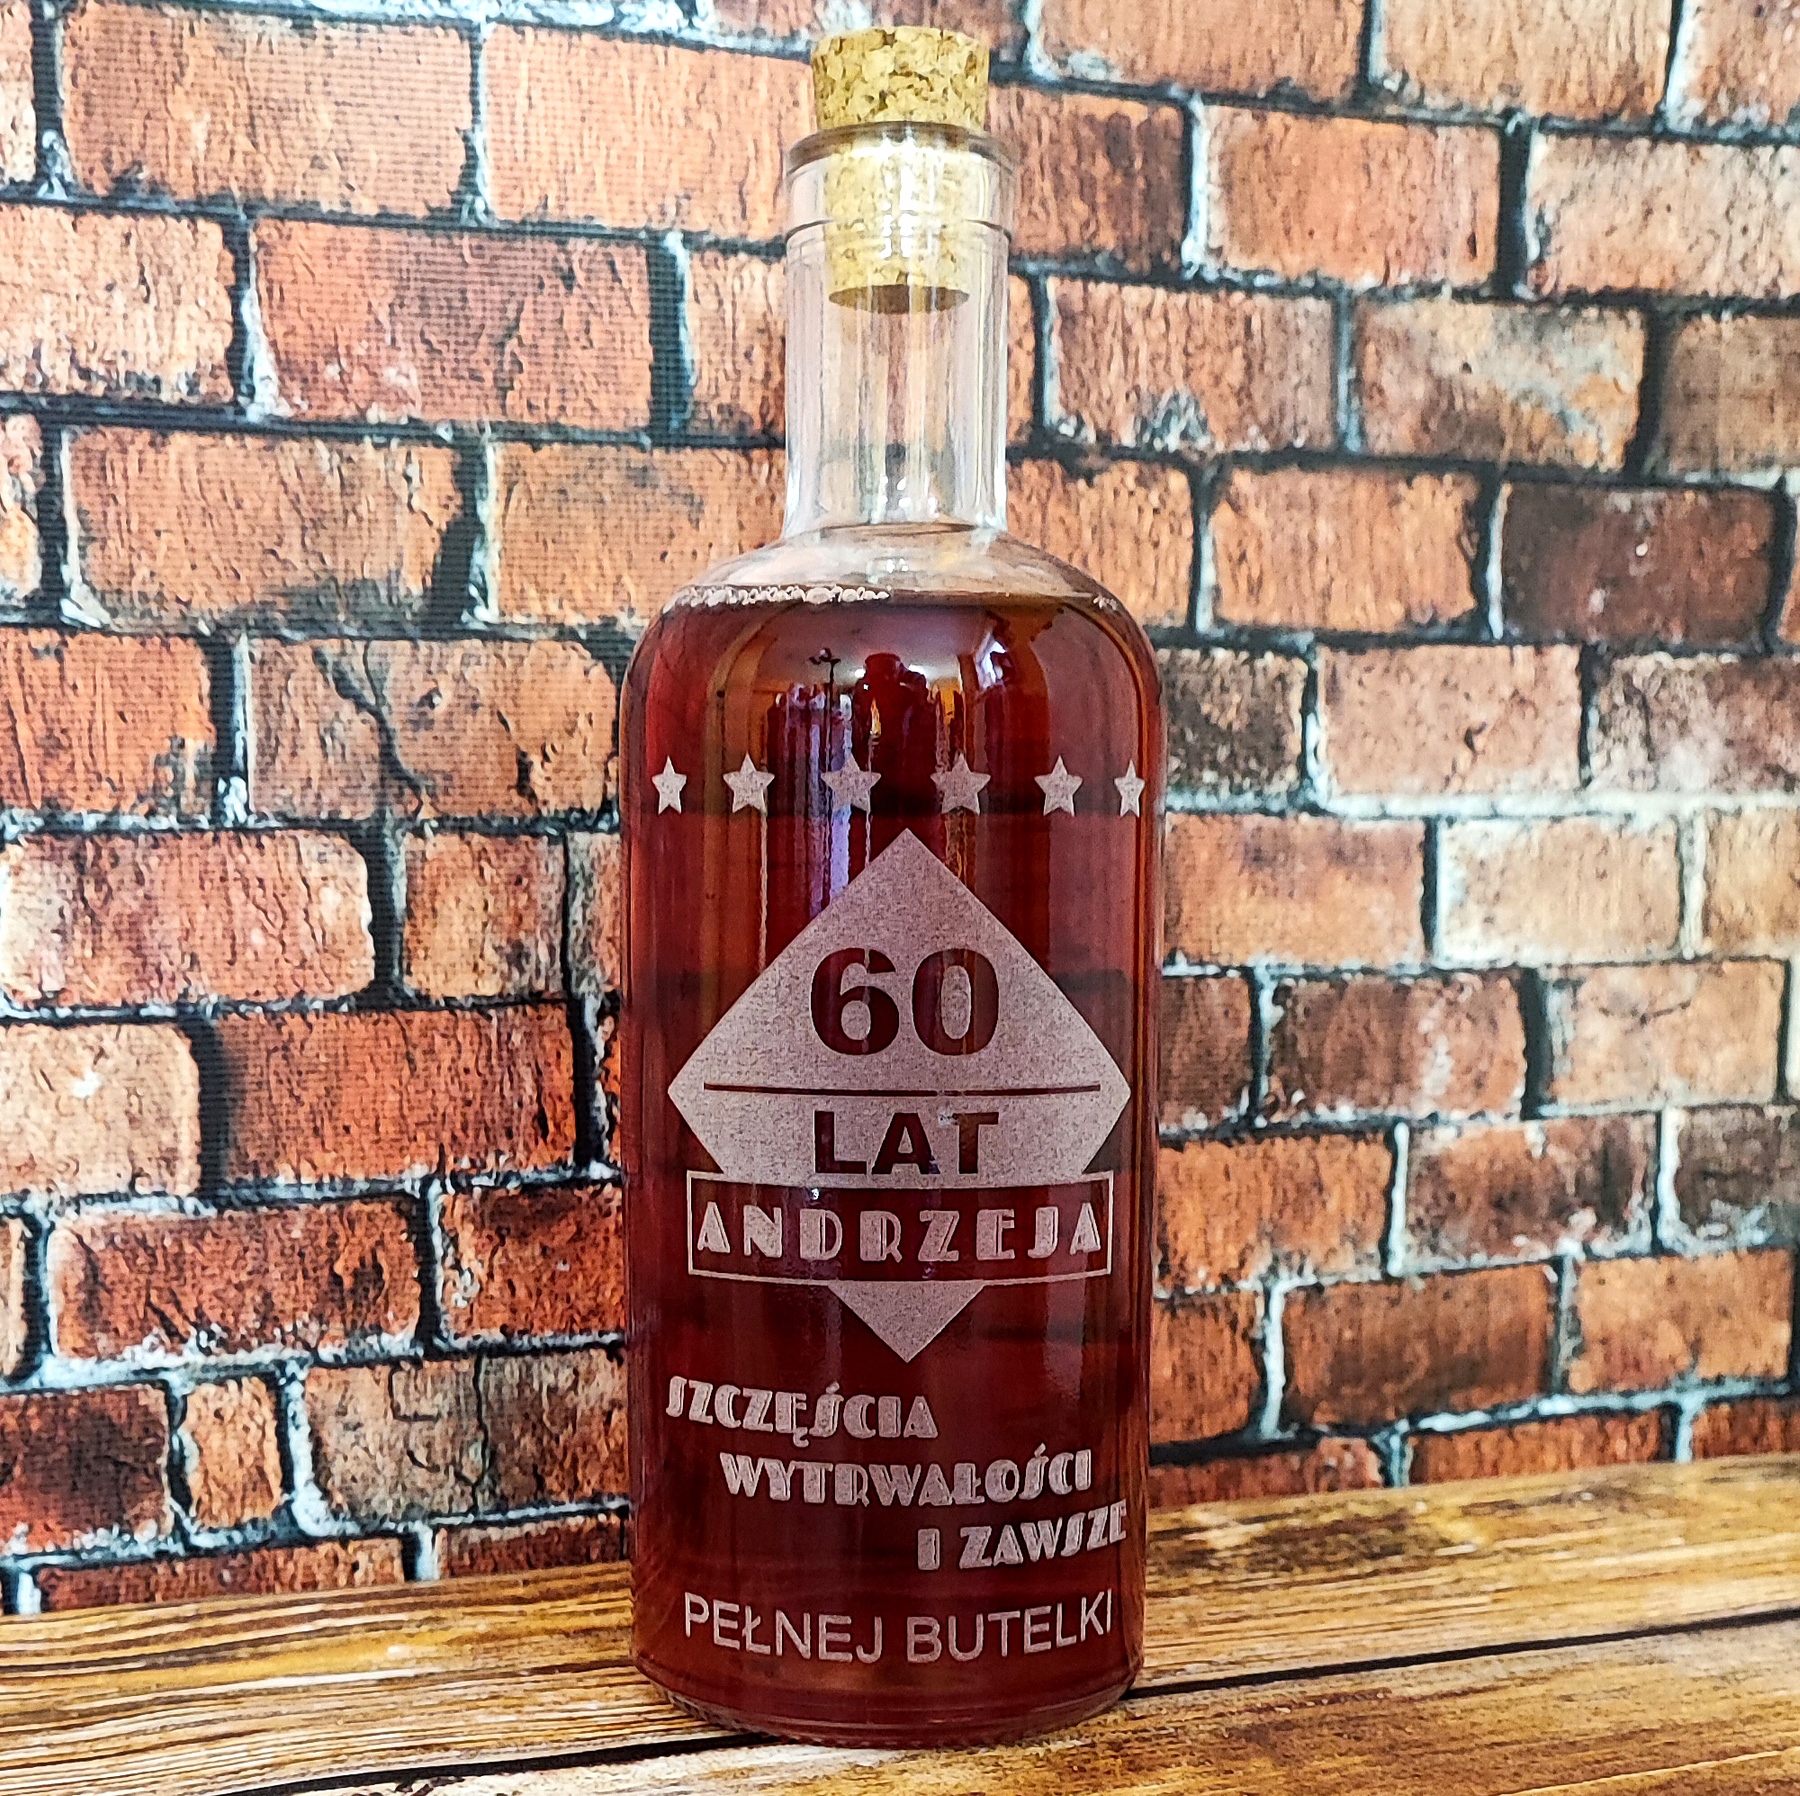 60
LAT
ANDRZEJA
SZCZĘŚCIA
WYTRWAŁOŚCI
I ZAWSZE
PEŁNEJ BUTELKI